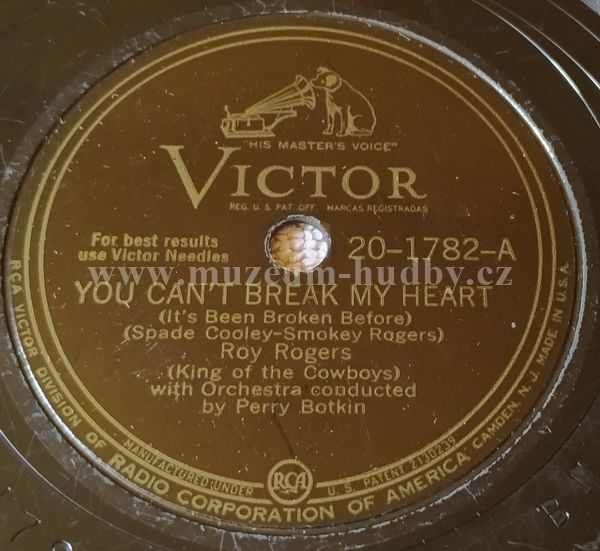 "HIS MASTER'S VOICE"
VICTOR
REG. U.S. PAT. OFF. MARCAS REGISTRADAS
For best results
use Victor Needles
20-1782-A
www.muzeum-hudby.cz
YOU CAN'T BREAK MY HEART
(It's Been Broken Before)
(Spade Cooley-Smokey Rogers)
Roy Rogers
(King of the Cowboys)
with Orchestra conducted
by Perry Botkin
MANUFACTURED UNDER RCA U.S. PATENT 2130239
RCA VICTOR DIVISION OF RADIO CORPORATION OF AMERICA CAMDEN, N. J. MADE IN U.S.A.